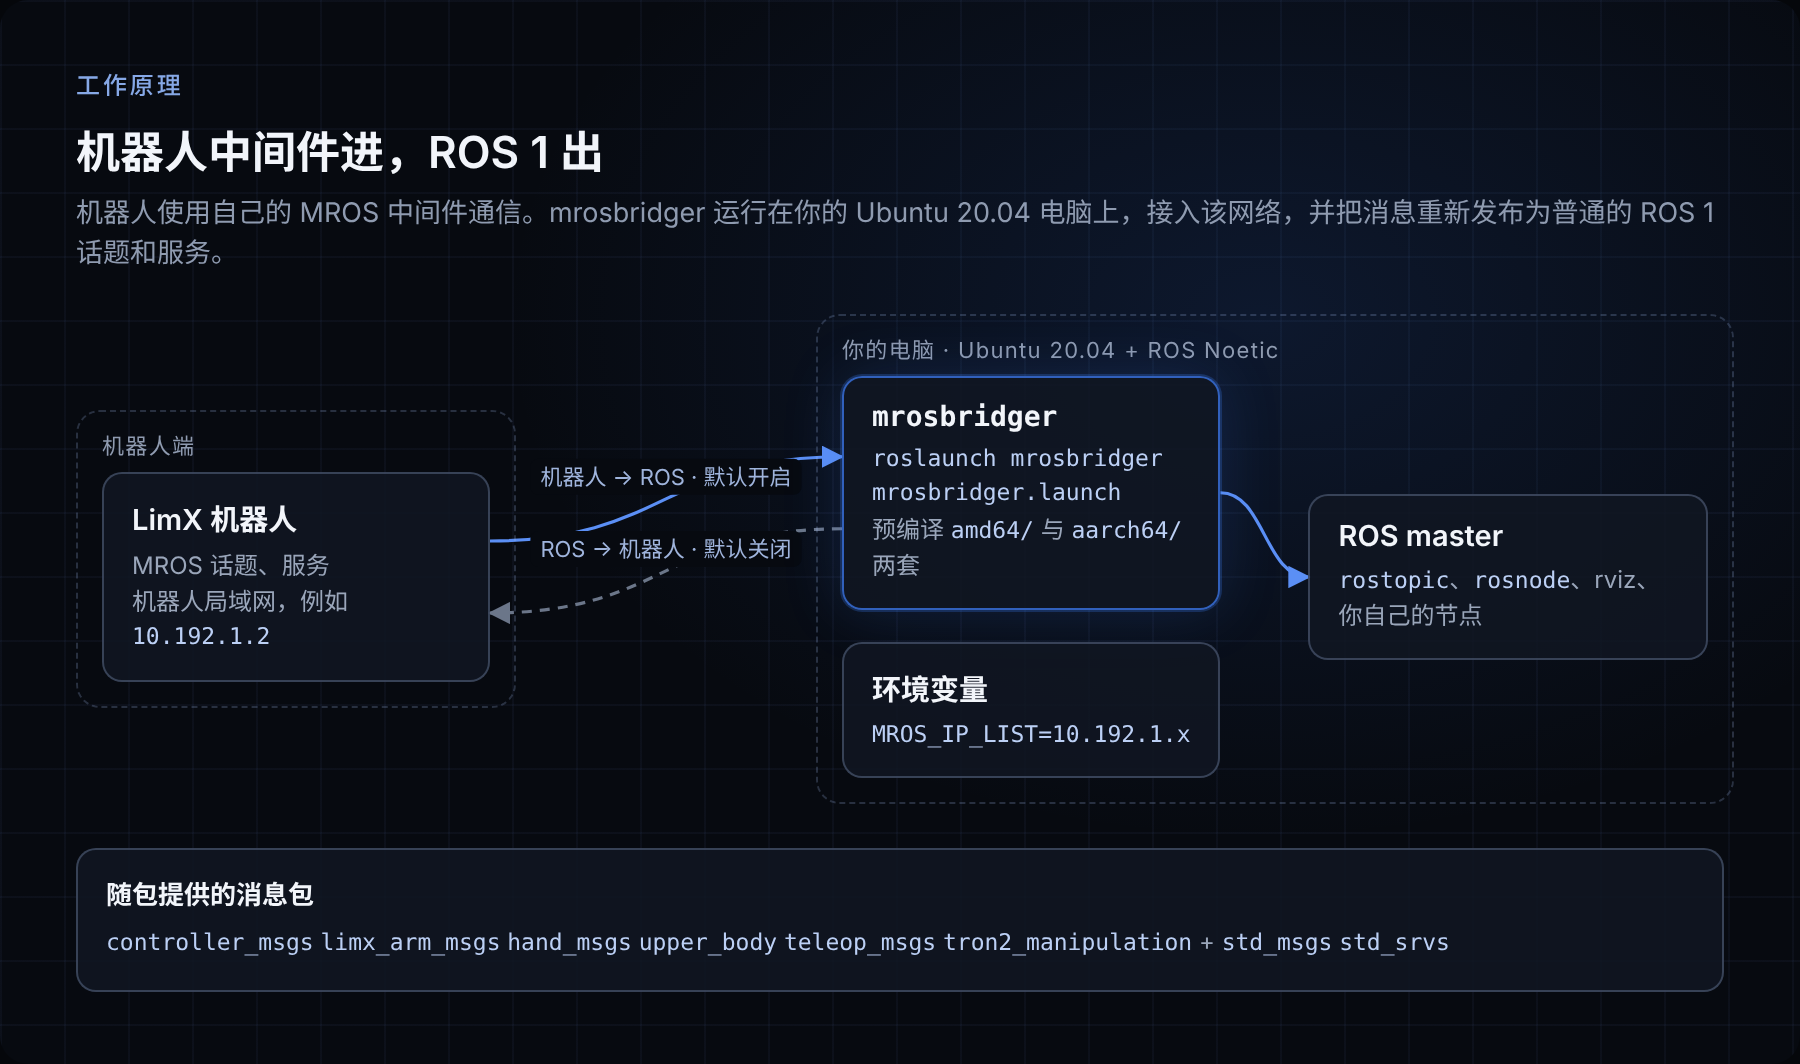 工作原理
机器人中间件进，ROS 1 出
机器人使用自己的 MROS 中间件通信。mrosbridger 运行在你的 Ubuntu 20.04 电脑上，接入该网络，并把消息重新发布为普通的 ROS 1
话题和服务。
机器人端
LimX 机器人
MROS 话题、服务
机器人局域网，例如
10.192.1.2
机器人 → ROS · 默认开启
ROS → 机器人 · 默认关闭
你的电脑 · Ubuntu 20.04 + ROS Noetic
mrosbridger
roslaunch mrosbridger
mrosbridger.launch
预编译 amd64/ 与 aarch64/
两套
环境变量
MROS_IP_LIST=10.192.1.x
ROS master
rostopic、rosnode、rviz、
你自己的节点
随包提供的消息包
controller_msgs limx_arm_msgs hand_msgs upper_body teleop_msgs tron2_manipulation + std_msgs std_srvs